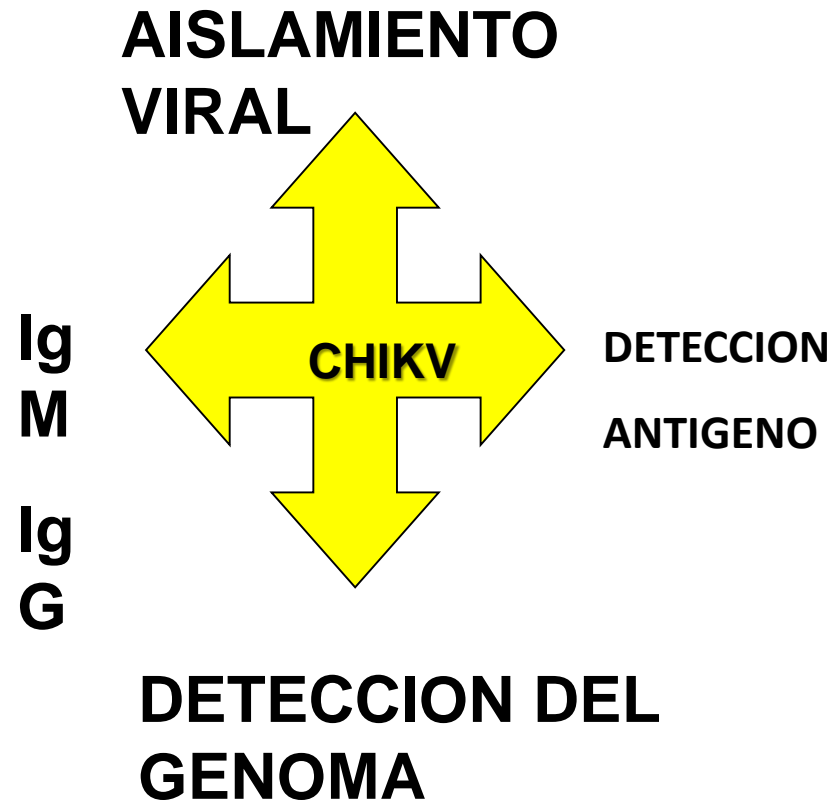 AISLAMIENTO
VIRAL
Ig
M
Ig
G
CHIKV
DETECCION
ANTIGENO
DETECCION DEL
GENOMA